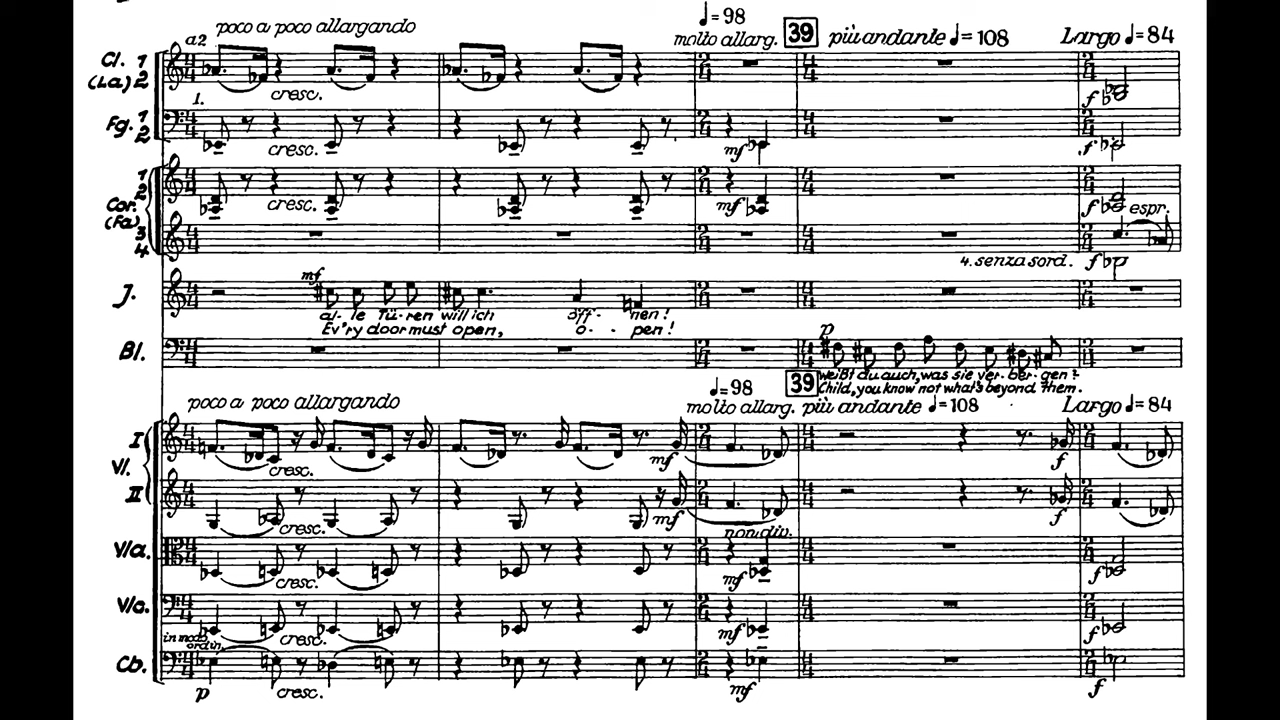 poco a poco allargando
♩=98
molto allarg. 39 più andante ♩=108 Largo ♩=84
a2
Cl. 1
(La) 2
cresc. f
1.
Fg. 1
2
cresc. mf f
1
2
Cor.
(Fa)
cresc. mf f
3
4
espr.
4. senza sord. f
J.
mf
al-le Tü-ren will ich öff-nen!
Ev'ry door must open, o--pen!
Bl.
p
weißt du auch, was sie ver-ber-gen?
Child, you know not what's beyond them.
poco a poco allargando
♩=98 39
molto allarg. più andante ♩=108 Largo ♩=84
Vl.
I
cresc. mf f
II
cresc. mf f
non div.
Vla.
cresc. mf f
Vlc.
cresc. mf f
in modo
ordin.
Cb.
p cresc. mf f